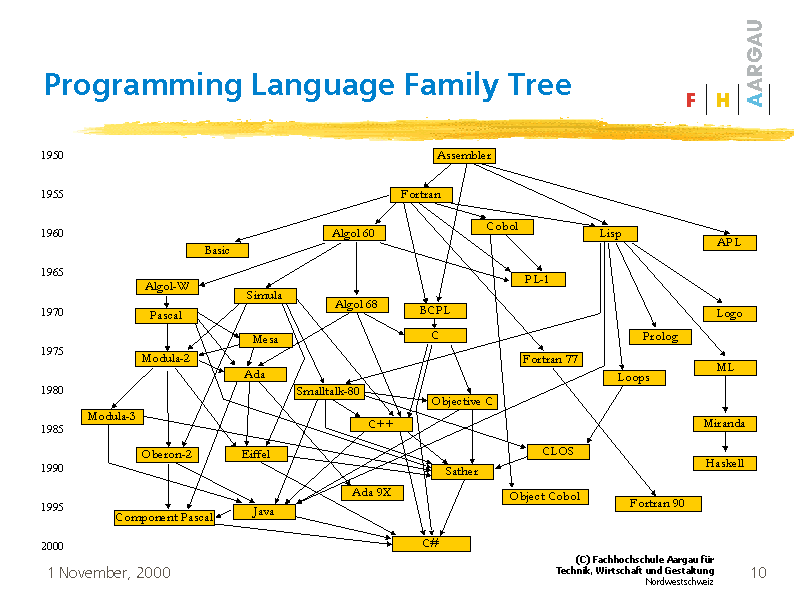 AARGAU
Programming Language Family Tree
F H A
1950
Assembler
1955
Fortran
1960
Algol 60
Cobol
Lisp
APL
Basic
1965
PL-1
Algol-W
Simula
Algol 68
BCPL
1970
Pascal
Logo
Mesa
C
Prolog
1975
Modula-2
Fortran 77
Ada
Loops
ML
1980
Smalltalk-80
Objective C
Modula-3
C++
Miranda
1985
Oberon-2
Eiffel
CLOS
1990
Sather
Haskell
Ada 9X
Object Cobol
Fortran 90
1995
Component Pascal
Java
2000
C#
1 November, 2000
(C) Fachhochschule Aargau für
Technik, Wirtschaft und Gestaltung
Nordwestschweiz
10